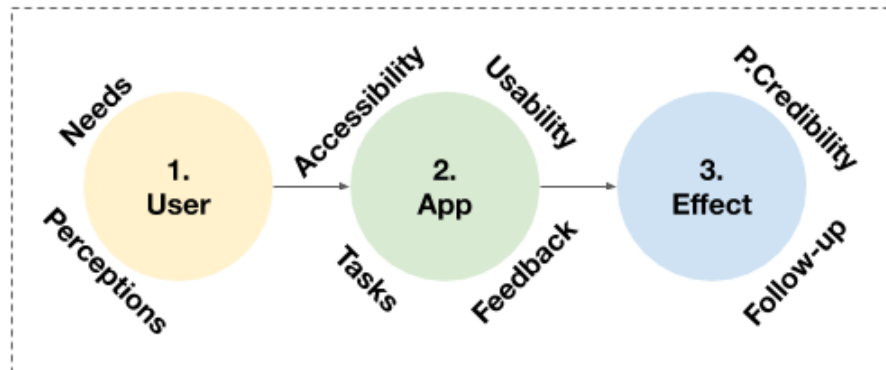 Needs
Perceptions
1.
User
Accessibility
Tasks
2.
App
Usability
Feedback
3.
Effect
P.Credibility
Follow-up